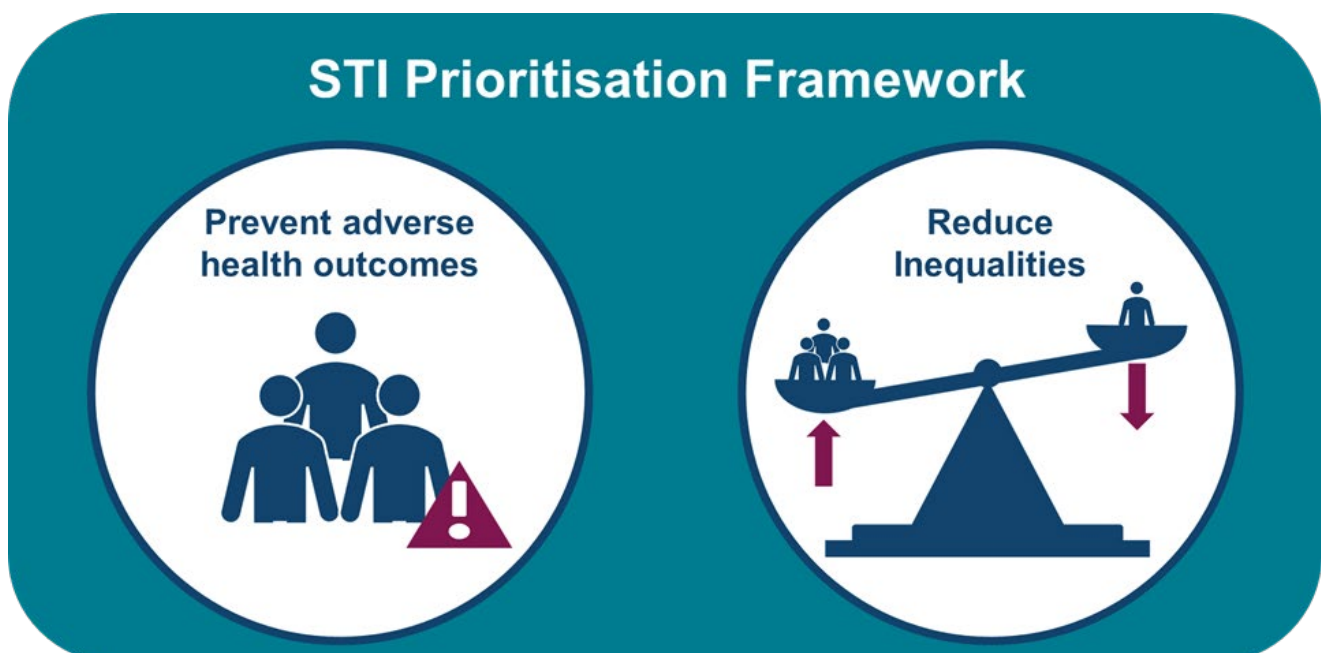 STI Prioritisation Framework
Prevent adverse
health outcomes
Reduce
Inequalities